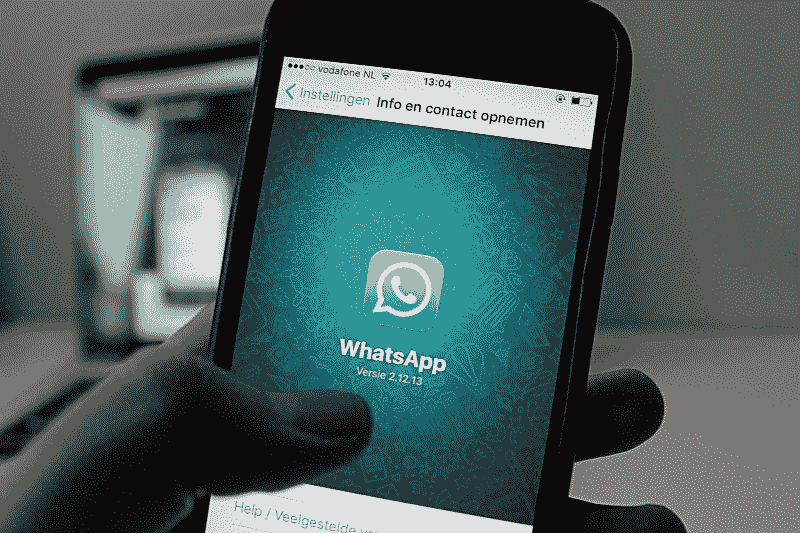 vodafone NL 13:04
Instellingen Info en contact opnemen
WhatsApp
Versie 2.12.13
Help / Veelgestelde